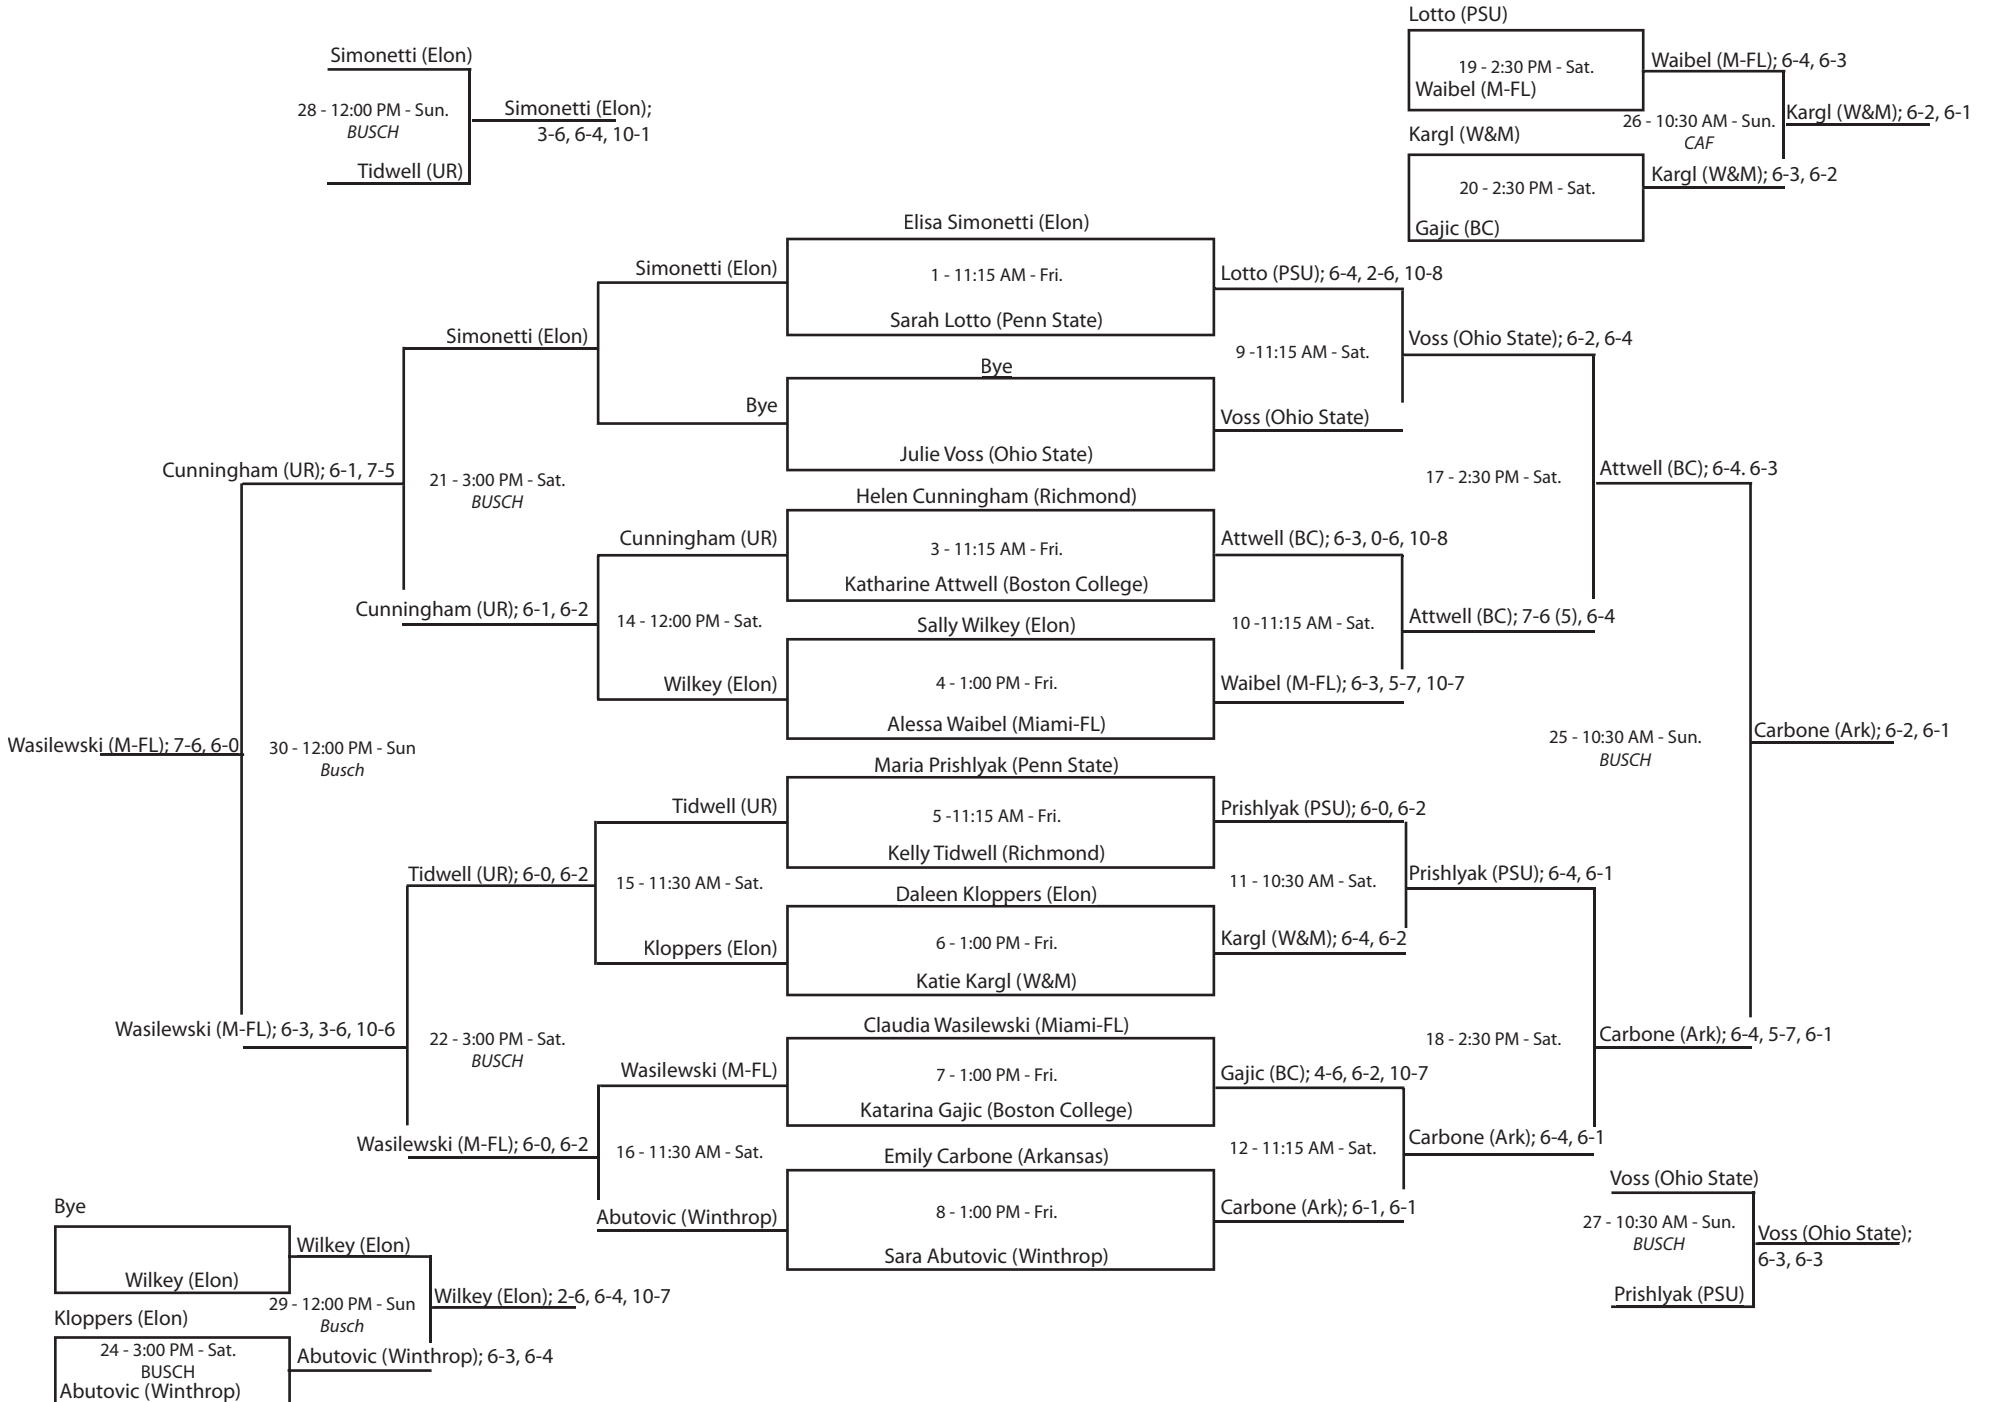 Lotto (PSU)
19 - 2:30 PM - Sat.
Waibel (M-FL)
Waibel (M-FL); 6-4, 6-3
Kargl (W&M)
26 - 10:30 AM - Sun.
CAF
Kargl (W&M); 6-2, 6-1
20 - 2:30 PM - Sat.
Gajic (BC)
Kargl (W&M); 6-3, 6-2
Simonetti (Elon)
28 - 12:00 PM - Sun.
BUSCH
Tidwell (UR)
Simonetti (Elon);
3-6, 6-4, 10-1
Elisa Simonetti (Elon)
Simonetti (Elon)
1 - 11:15 AM - Fri.
Lotto (PSU); 6-4, 2-6, 10-8
Sarah Lotto (Penn State)
Simonetti (Elon)
9 -11:15 AM - Sat.
Voss (Ohio State); 6-2, 6-4
Bye
Bye
Voss (Ohio State)
Julie Voss (Ohio State)
Cunningham (UR); 6-1, 7-5
21 - 3:00 PM - Sat.
BUSCH
17 - 2:30 PM - Sat.
Attwell (BC); 6-4. 6-3
Helen Cunningham (Richmond)
Cunningham (UR)
3 - 11:15 AM - Fri.
Attwell (BC); 6-3, 0-6, 10-8
Katharine Attwell (Boston College)
Cunningham (UR); 6-1, 6-2
14 - 12:00 PM - Sat.
Sally Wilkey (Elon)
10 -11:15 AM - Sat.
Attwell (BC); 7-6 (5), 6-4
Wilkey (Elon)
4 - 1:00 PM - Fri.
Waibel (M-FL); 6-3, 5-7, 10-7
Alessa Waibel (Miami-FL)
Wasilewski (M-FL); 7-6, 6-0
30 - 12:00 PM - Sun
Busch
25 - 10:30 AM - Sun.
BUSCH
Carbone (Ark); 6-2, 6-1
Maria Prishlyak (Penn State)
Tidwell (UR)
5 -11:15 AM - Fri.
Prishlyak (PSU); 6-0, 6-2
Kelly Tidwell (Richmond)
Tidwell (UR); 6-0, 6-2
15 - 11:30 AM - Sat.
Daleen Kloppers (Elon)
11 - 10:30 AM - Sat.
Prishlyak (PSU); 6-4, 6-1
Kloppers (Elon)
6 - 1:00 PM - Fri.
Kargl (W&M); 6-4, 6-2
Katie Kargl (W&M)
Wasilewski (M-FL); 6-3, 3-6, 10-6
22 - 3:00 PM - Sat.
BUSCH
Claudia Wasilewski (Miami-FL)
18 - 2:30 PM - Sat.
Carbone (Ark); 6-4, 5-7, 6-1
Wasilewski (M-FL)
7 - 1:00 PM - Fri.
Gajic (BC); 4-6, 6-2, 10-7
Katarina Gajic (Boston College)
Wasilewski (M-FL); 6-0, 6-2
16 - 11:30 AM - Sat.
Emily Carbone (Arkansas)
12 - 11:15 AM - Sat.
Carbone (Ark); 6-4, 6-1
Abutovic (Winthrop)
8 - 1:00 PM - Fri.
Carbone (Ark); 6-1, 6-1
Sara Abutovic (Winthrop)
Voss (Ohio State)
27 - 10:30 AM - Sun.
BUSCH
Voss (Ohio State);
6-3, 6-3
Prishlyak (PSU)
Bye
Wilkey (Elon)
Wilkey (Elon)
29 - 12:00 PM - Sun
Busch
Wilkey (Elon); 2-6, 6-4, 10-7
Kloppers (Elon)
24 - 3:00 PM - Sat.
BUSCH
Abutovic (Winthrop)
Abutovic (Winthrop); 6-3, 6-4